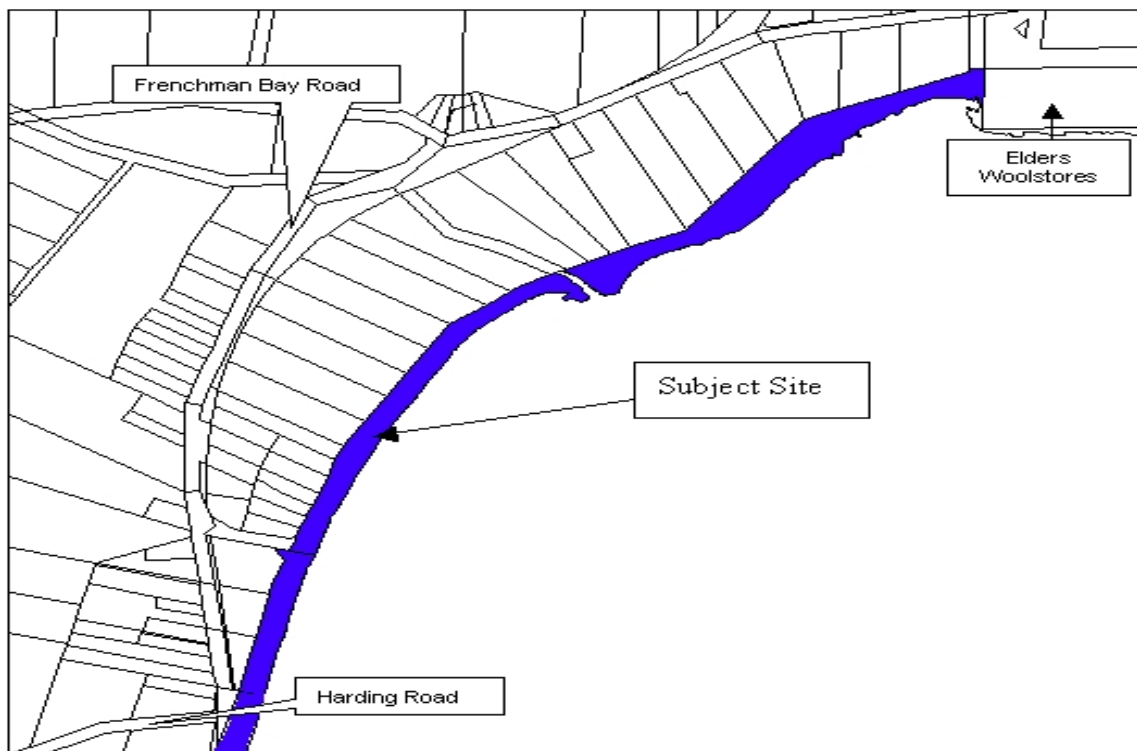 Frenchman Bay Road
Elders
Woolstores
Subject Site
Harding Road